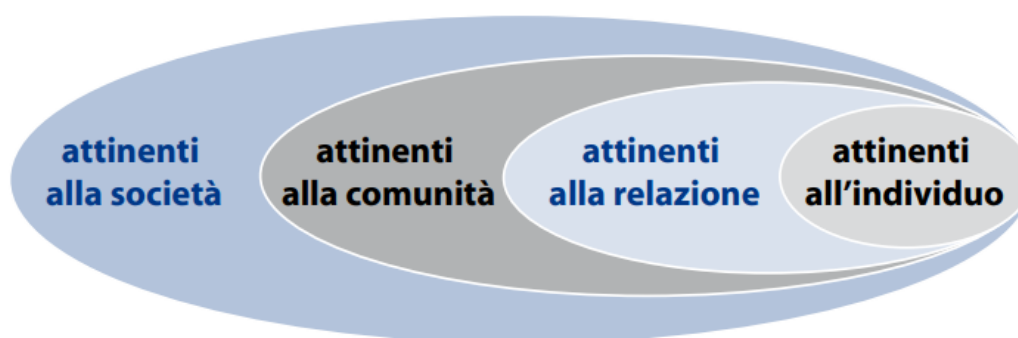 attinenti
alla società
attinenti
alla comunità
attinenti
alla relazione
attinenti
all’individuo